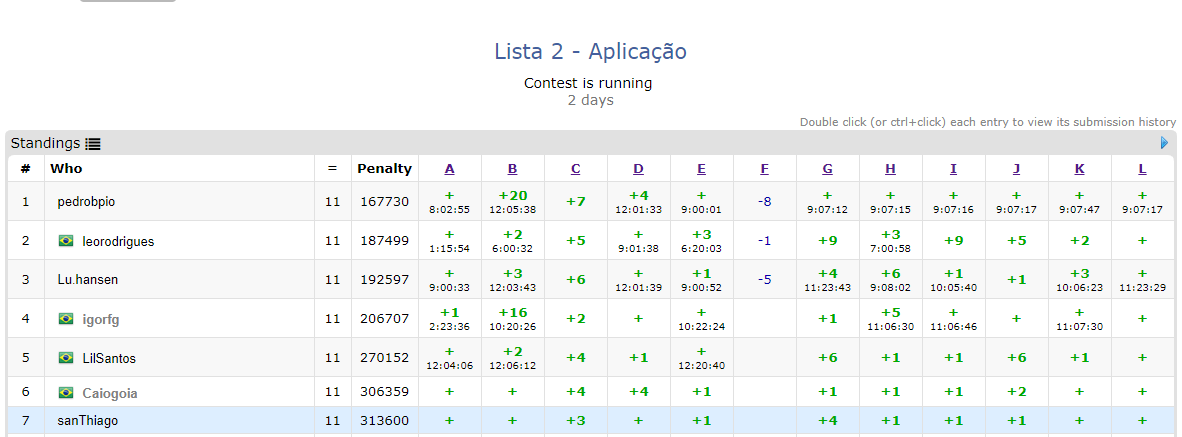 Lista 2 - Aplicação
Contest is running
2 days
Double click (or ctrl+click) each entry to view its submission history
Standings
# Who = Penalty A B C D E F G H I J K L
1 pedrobpio 11 167730 + +20 +7 +4 + -8 + + + + + +
8:02:55 12:05:38 12:01:33 9:00:01 9:07:12 9:07:15 9:07:16 9:07:17 9:07:47 9:07:17
2 leorodrigues 11 187499 + +2 +5 + +3 -1 +9 +3 +9 +5 +2 +
1:15:54 6:00:32 9:01:38 6:20:03 7:00:58
3 Lu.hansen 11 192597 + +3 +6 + +1 -5 +4 +6 +1 +1 +3 +
9:00:33 12:03:43 12:01:39 9:00:52 11:23:43 9:08:02 10:05:40 10:06:23 11:23:29
4 igorfg 11 206707 +1 +16 +2 + + +1 +5 + + + +
2:23:36 10:20:26 10:22:24 11:06:30 11:06:46 11:07:30
5 LilSantos 11 270152 + +2 +4 +1 + +6 +1 +1 +6 +1 +
12:04:06 12:06:12 12:20:40
6 Caiogoia 11 306359 + + +4 +4 +1 +1 +1 +1 +2 + +
7 sanThiago 11 313600 + + +3 + +1 +4 +1 +1 +1 + +